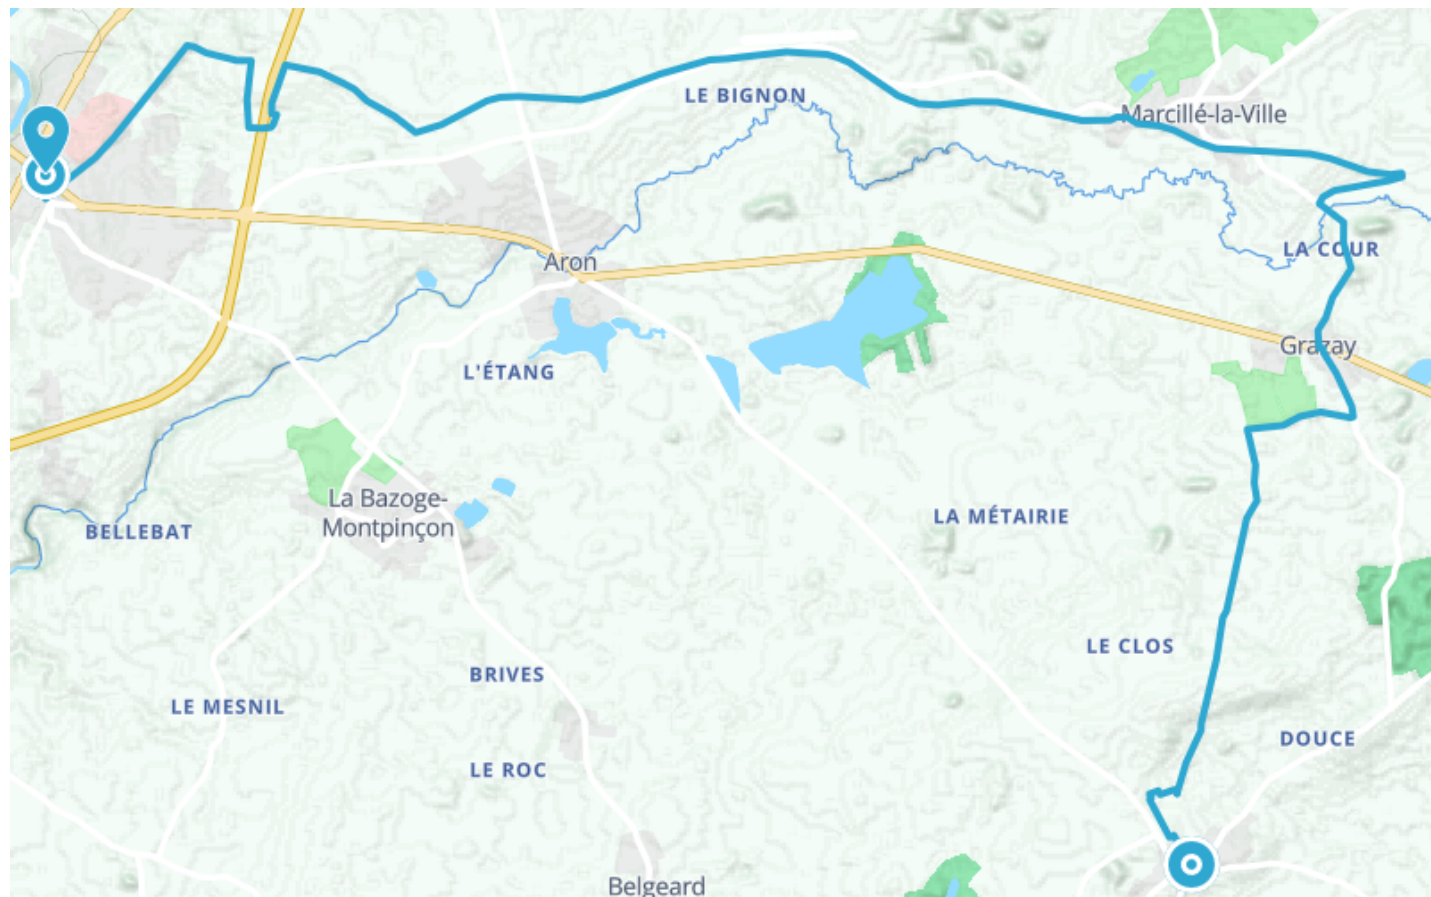 LE BIGNON
Marcillé-la-Ville
LA COUR
Aron
Grazay
L'ÉTANG
La Bazoge-
Montpinçon
BELLEBAT
LA MÉTAIRIE
LE CLOS
BRIVES
LE MESNIL
DOUCE
LE ROC
Belgeard